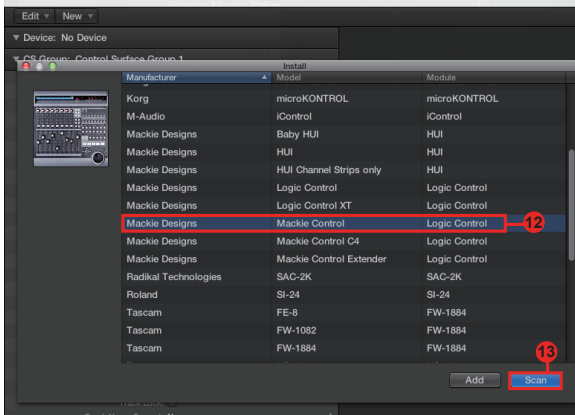 Edit New
Device: No Device
CS Group: Control Surface Group 1
Install
Manufacturer Model Module
Korg microKONTROL microKONTROL
M-Audio iControl iControl
Mackie Designs Baby HUI HUI
Mackie Designs HUI HUI
Mackie Designs HUI Channel Strips only HUI
Mackie Designs Logic Control Logic Control
Mackie Designs Logic Control XT Logic Control
Mackie Designs Mackie Control Logic Control 12
Mackie Designs Mackie Control C4 Logic Control
Mackie Designs Mackie Control Extender Logic Control
Radikal Technologies SAC-2K SAC-2K
Roland SI-24 SI-24
Tascam FE-8 FW-1884
Tascam FW-1082 FW-1884
Tascam FW-1884 FW-1884
13
Add Scan